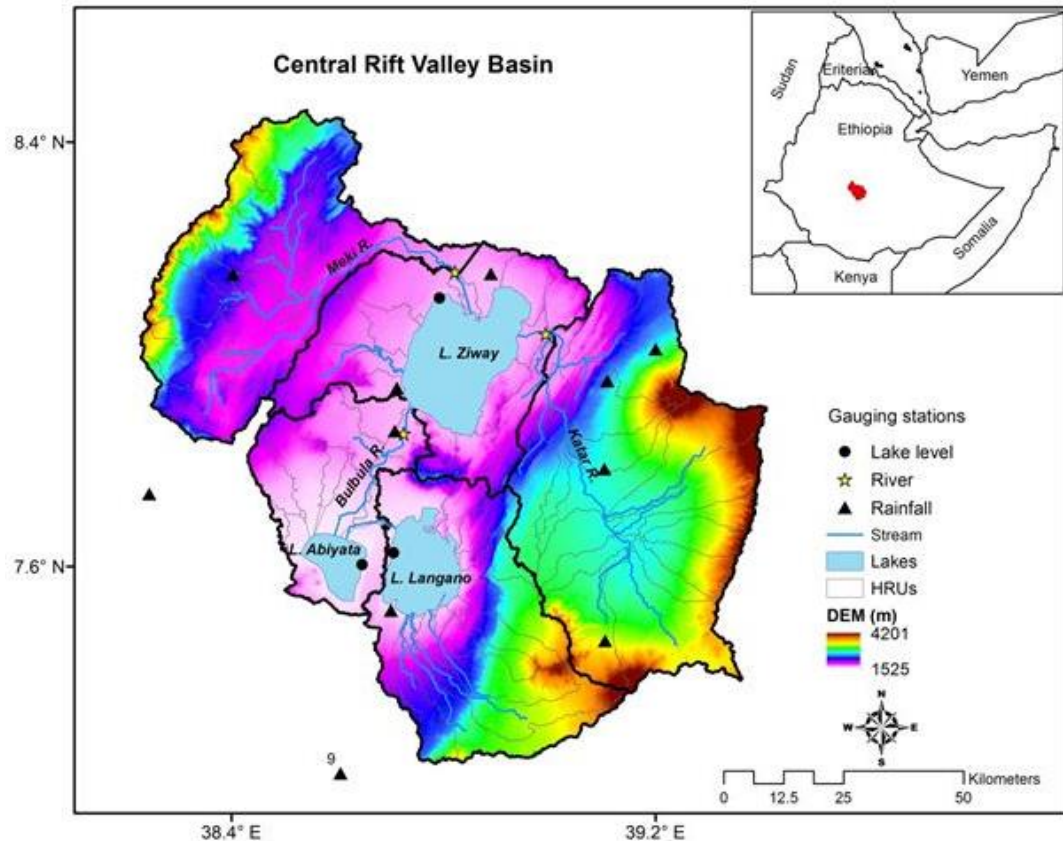 Central Rift Valley Basin
8.4° N
7.6° N
38.4° E
39.2° E
Sudan
Eriteria
Yemen
Ethiopia
Somalia
Kenya
Meki R.
L. Ziway
Katar R.
Bulbula R.
L. Abiyata
L. Langano
9
Gauging stations
Lake level
River
Rainfall
Stream
Lakes
HRUs
DEM (m)
4201
1525
N
W
E
S
Kilometers
0 12.5 25 50